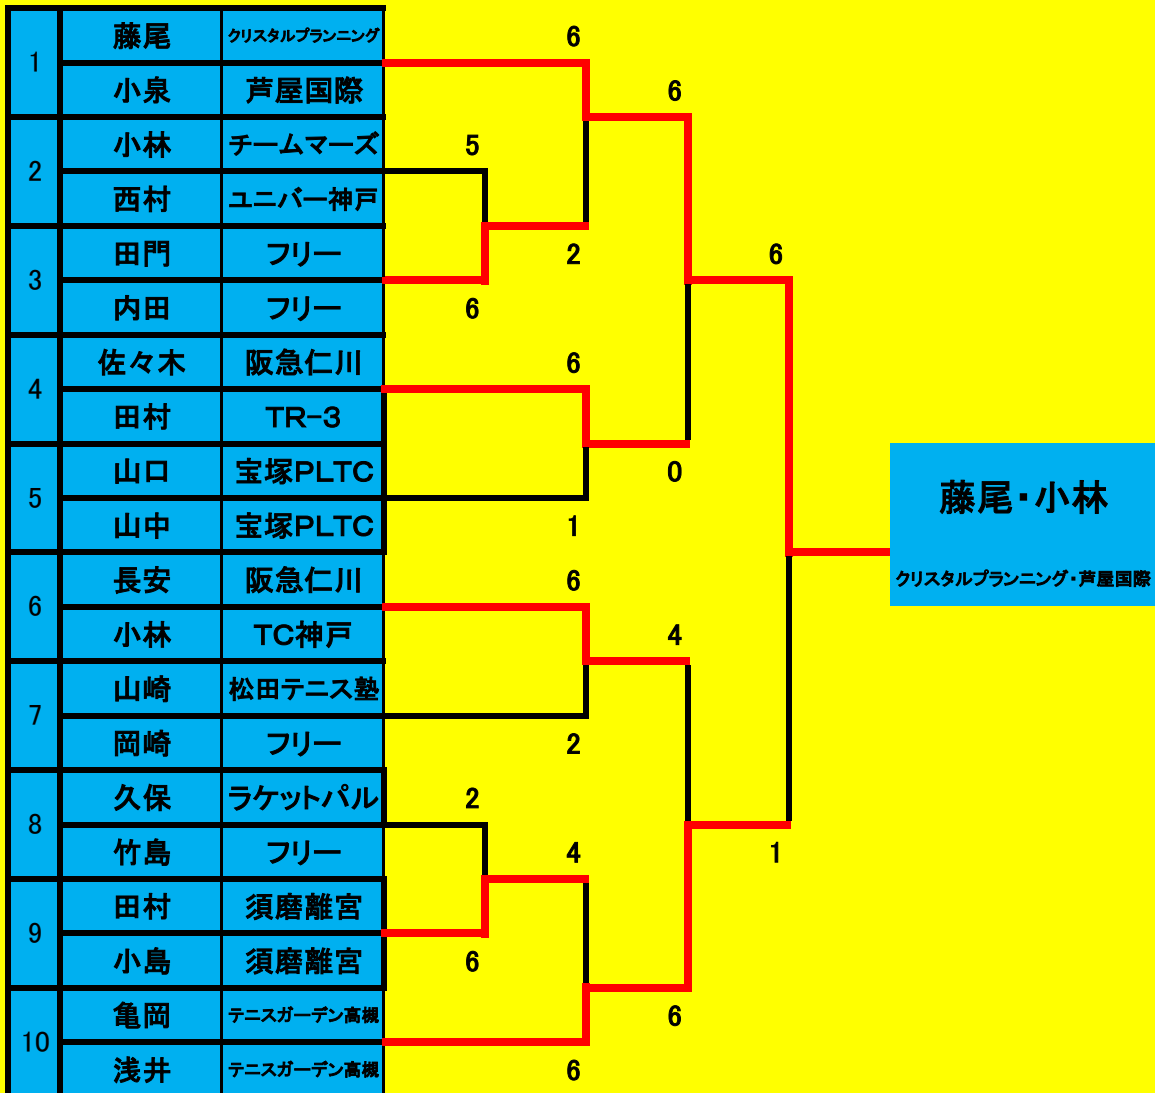 藤尾 クリスタルプランニング 6
1
小泉 芦屋国際 6
小林 チームマーズ 5
2
西村 ユニバー神戸
田門 フリー 2 6
3
内田 フリー 6
佐々木 阪急仁川 6
4
田村 TR-3
山口 宝塚PLTC 0
5
山中 宝塚PLTC 1
藤尾・小林
クリスタルプランニング・芦屋国際
長安 阪急仁川 6
6
小林 TC神戸 4
山崎 松田テニス塾
7
岡崎 フリー 2
久保 ラケットパル 2
8
竹島 フリー 4 1
田村 須磨離宮
9
小島 須磨離宮 6
亀岡 テニスガーデン高槻 6
10
浅井 テニスガーデン高槻 6